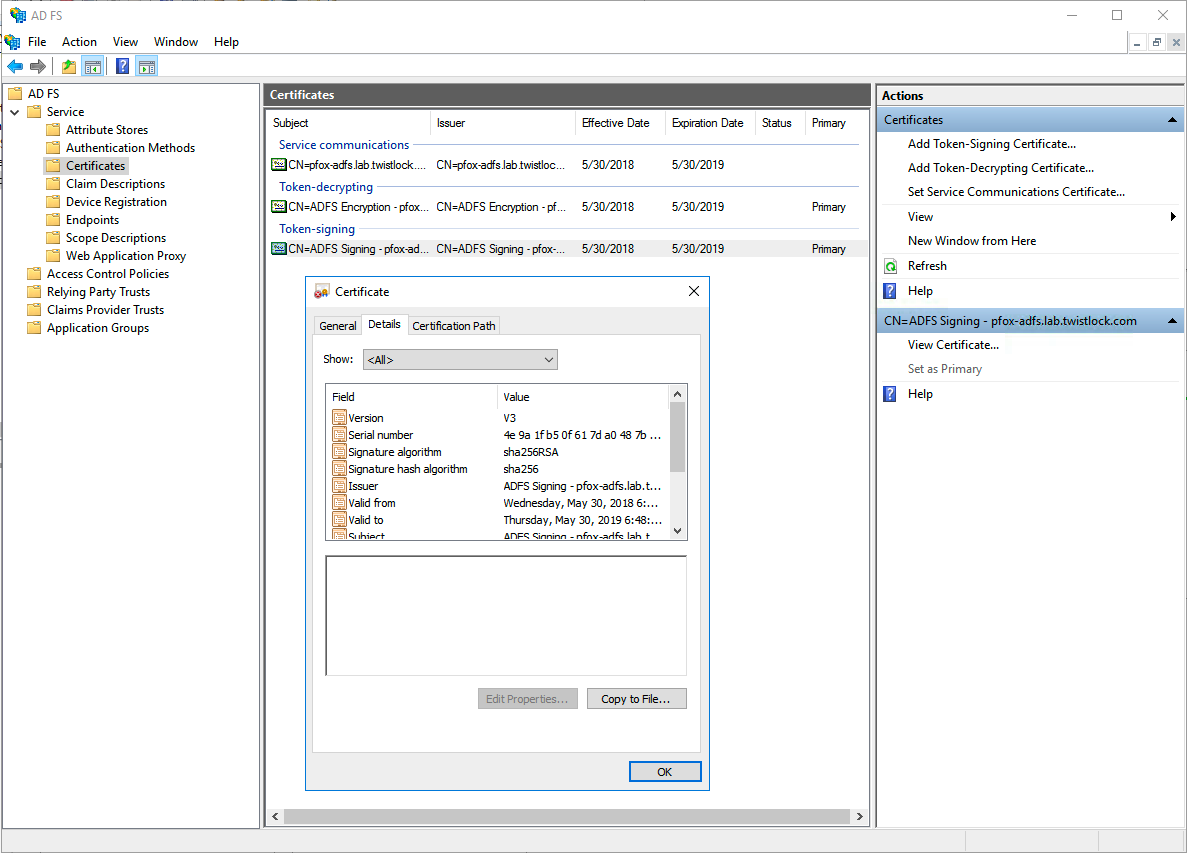 AD FS
File Action View Window Help
AD FS
Service
Attribute Stores
Authentication Methods
Certificates
Claim Descriptions
Device Registration
Endpoints
Scope Descriptions
Web Application Proxy
Access Control Policies
Relying Party Trusts
Claims Provider Trusts
Application Groups
Certificates
Subject Issuer Effective Date Expiration Date Status Primary
Service communications
CN=pfox-adfs.lab.twistlock.... CN=pfox-adfs.lab.twistloc... 5/30/2018 5/30/2019
Token-decrypting
CN=ADFS Encryption - pfox... CN=ADFS Encryption - pf... 5/30/2018 5/30/2019 Primary
Token-signing
CN=ADFS Signing - pfox-ad... CN=ADFS Signing - pfox-... 5/30/2018 5/30/2019 Primary
Certificate
General Details Certification Path
Show: <All>
Field Value
Version V3
Serial number 4e 9a 1f b5 0f 61 7d a0 48 7b ...
Signature algorithm sha256RSA
Signature hash algorithm sha256
Issuer ADFS Signing - pfox-adfs.lab.t...
Valid from Wednesday, May 30, 2018 6:...
Valid to Thursday, May 30, 2019 6:48:...
Subject ADFS Signing - pfox-adfs.lab.t...
Edit Properties... Copy to File...
OK
Actions
Certificates
Add Token-Signing Certificate...
Add Token-Decrypting Certificate...
Set Service Communications Certificate...
View
New Window from Here
Refresh
Help
CN=ADFS Signing - pfox-adfs.lab.twistlock.com
View Certificate...
Set as Primary
Help